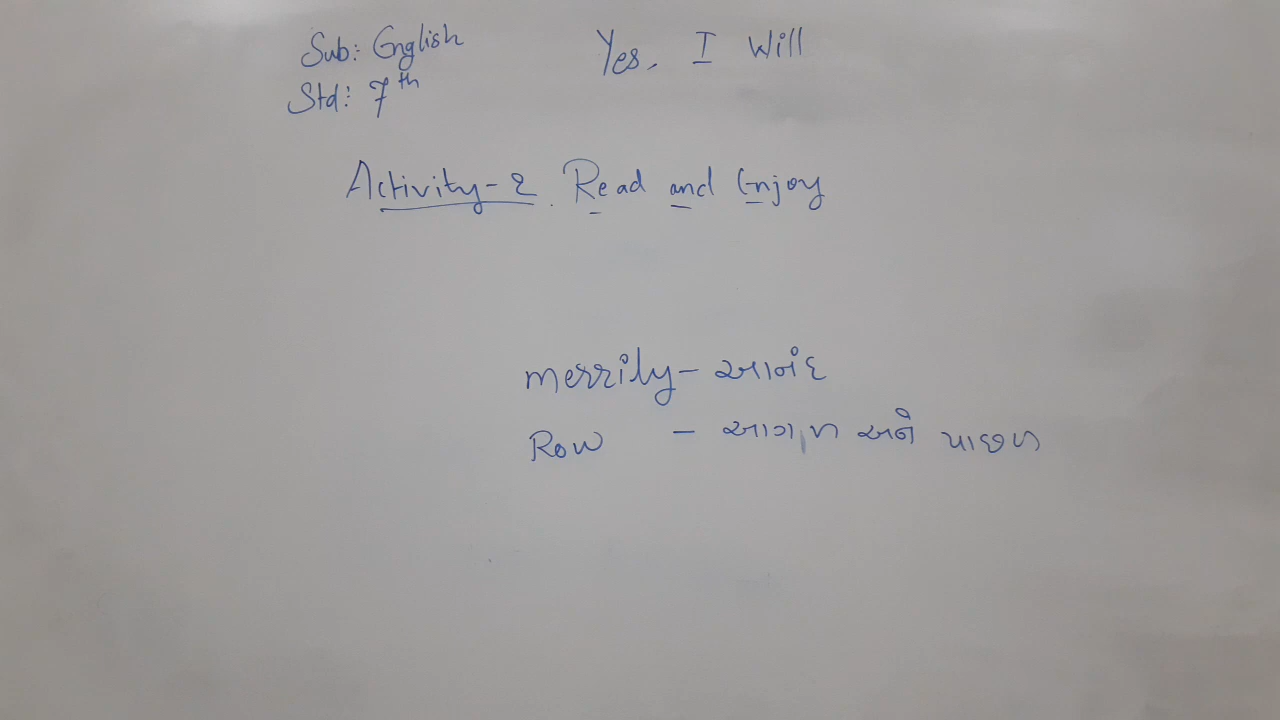 Sub: English
Yes, I Will
Std: 7th
Activity-2. Read and Enjoy
merrily - આનંદ
Row - આગળ અને પાછળ